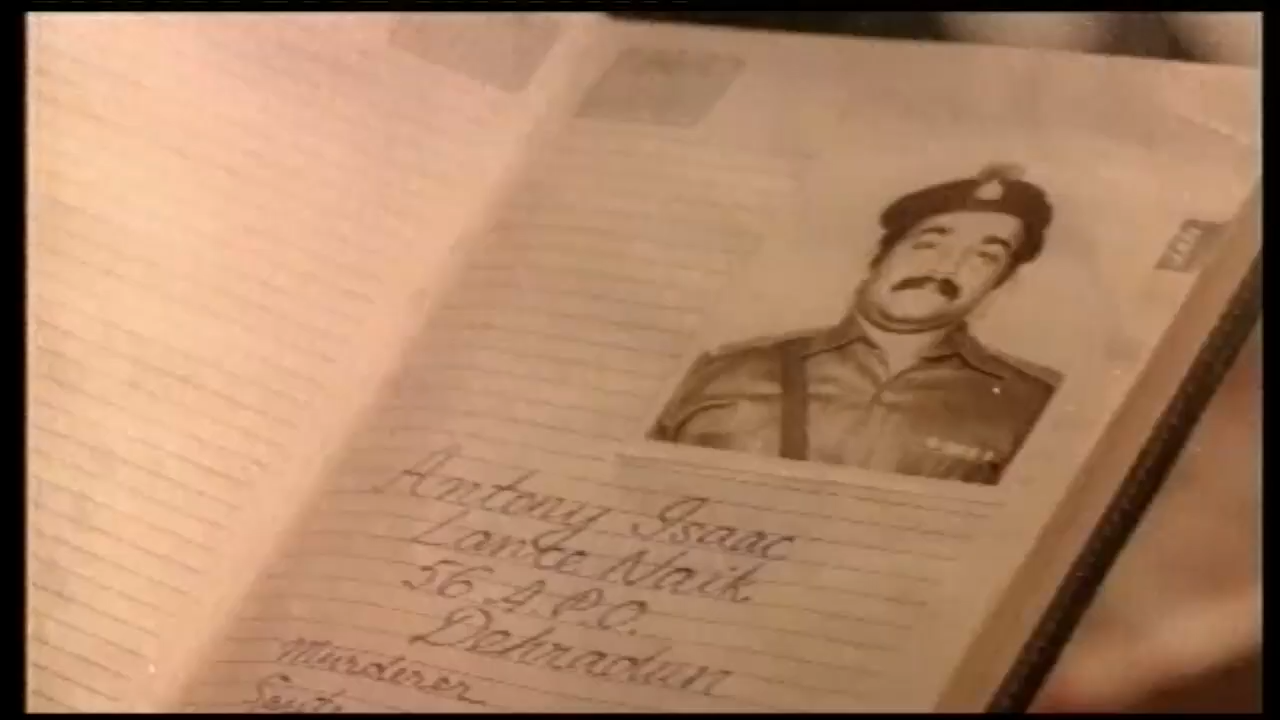 Antony Isaac
Lance Naik
56 A.P.O.
Dehradun
Murderer